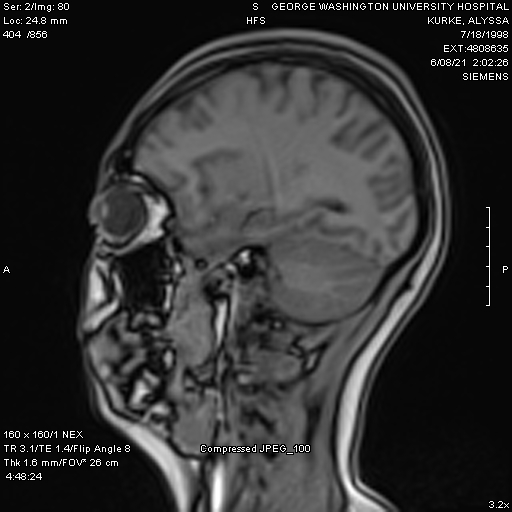 Ser: 2/Img: 80
Loc: 24.8 mm
404 /856
S
HFS
GEORGE WASHINGTON UNIVERSITY HOSPITAL
KURKE, ALYSSA
7/18/1998
EXT:4808635
6/08/21 2:02:26
SIEMENS
A
P
160 x 160/1 NEX
TR 3.1/TE 1.4/Flip Angle 8
Thk 1.6 mm/FOV* 26 cm
4:48:24
Compressed JPEG_100
3.2x